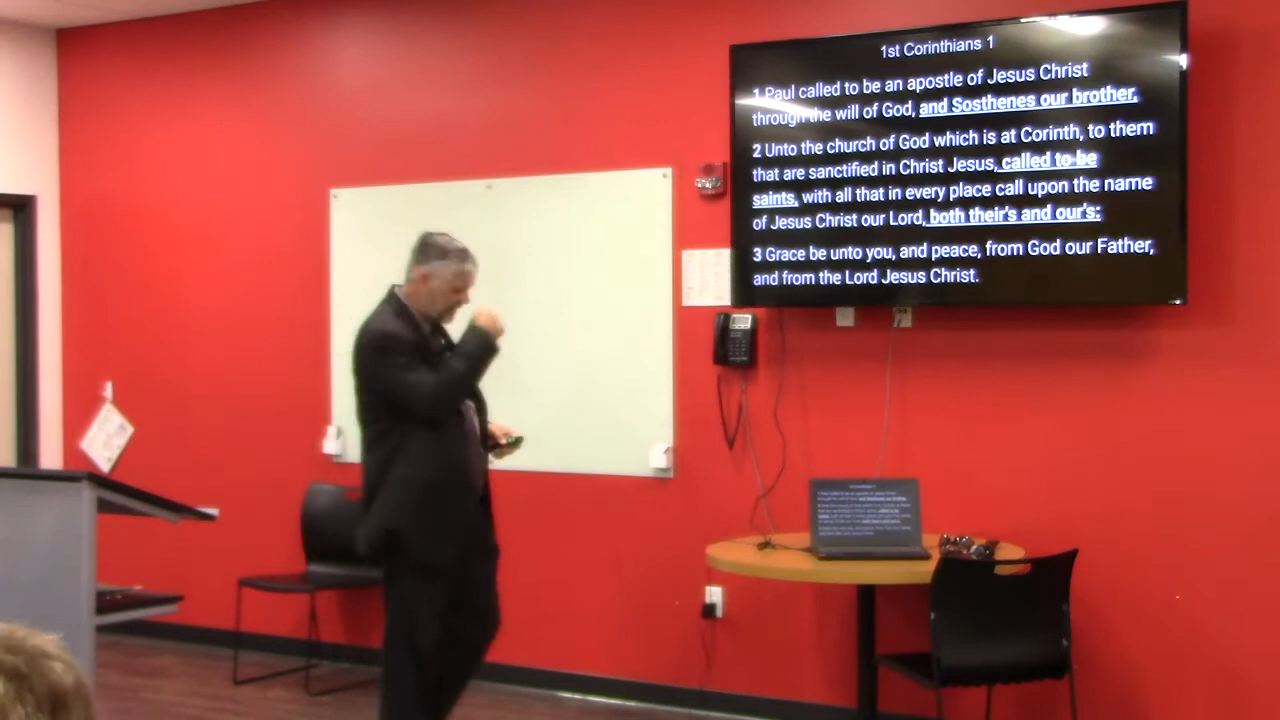 1st Corinthians 1
1 Paul called to be an apostle of Jesus Christ
through the will of God, and Sosthenes our brother,
2 Unto the church of God which is at Corinth, to them
that are sanctified in Christ Jesus, called to be
saints, with all that in every place call upon the name
of Jesus Christ our Lord, both their's and our's:
3 Grace be unto you, and peace, from God our Father,
and from the Lord Jesus Christ.